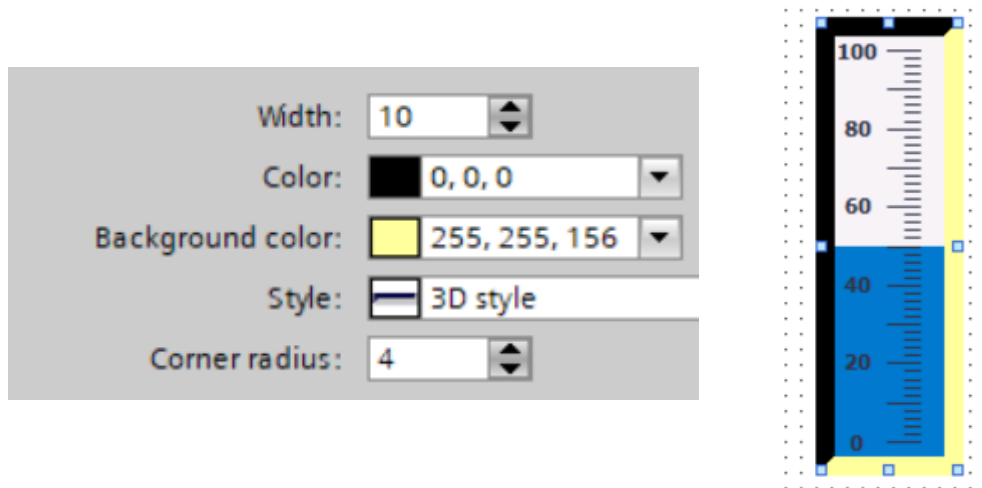 Width: 10
Color: 0, 0, 0
Background color: 255, 255, 156
Style: 3D style
Corner radius: 4
100
80
60
40
20
0